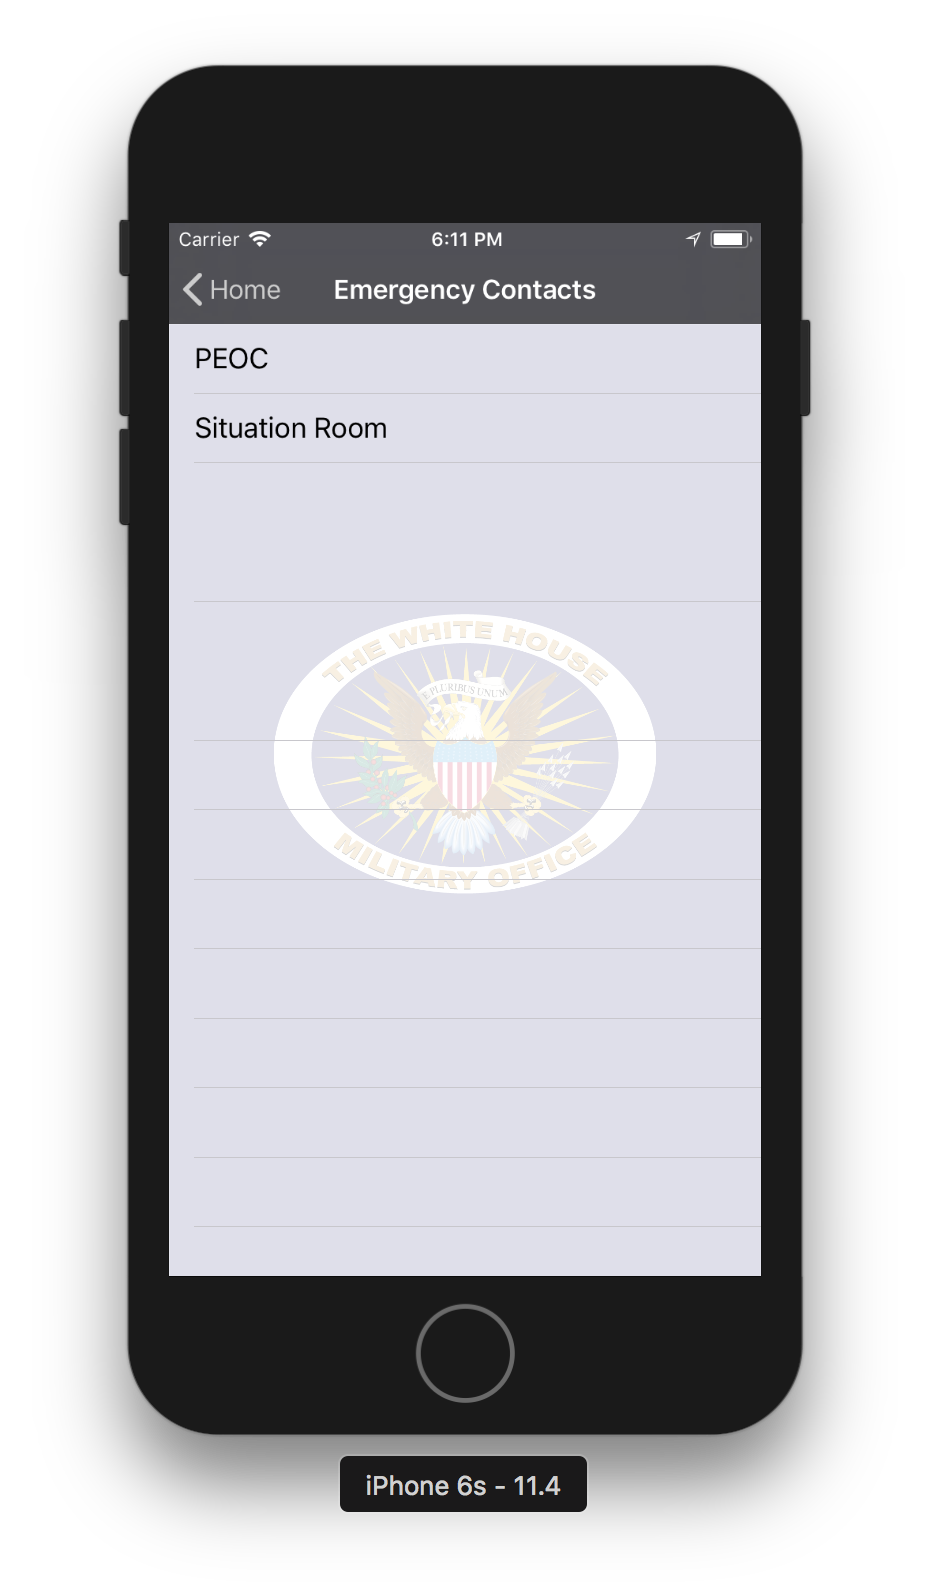 Carrier 6:11 PM
Home Emergency Contacts
PEOC
Situation Room
THE WHITE HOUSE
E PLURIBUS UNUM
MILITARY OFFICE
iPhone 6s - 11.4